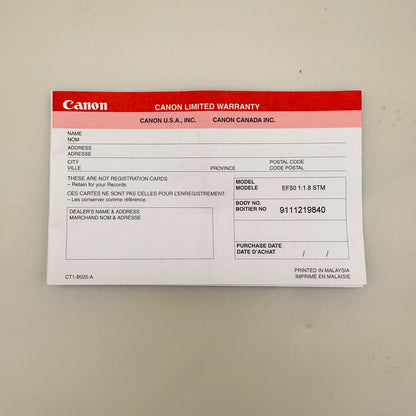 Canon CANON LIMITED WARRANTY
CANON U.S.A., INC. CANON CANADA INC.
NAME
NOM
ADDRESS
ADRESSE
CITY
VILLE
PROVINCE
POSTAL CODE
CODE POSTAL
THESE ARE NOT REGISTRATION CARDS
– Retain for your Records
CES CARTES NE SONT PAS CELLES POUR L'ENREGISTREMENT
– Les conserver comme référence.
DEALER'S NAME & ADDRESS
MARCHAND NOM & ADRESSE
MODEL
MODELE EF50 1:1.8 STM
BODY NO.
BOITIER NO 9111219840
PURCHASE DATE
DATE D'ACHAT / /
CT1-B025-A
PRINTED IN MALAYSIA
IMPRIMÉ EN MALAISIE